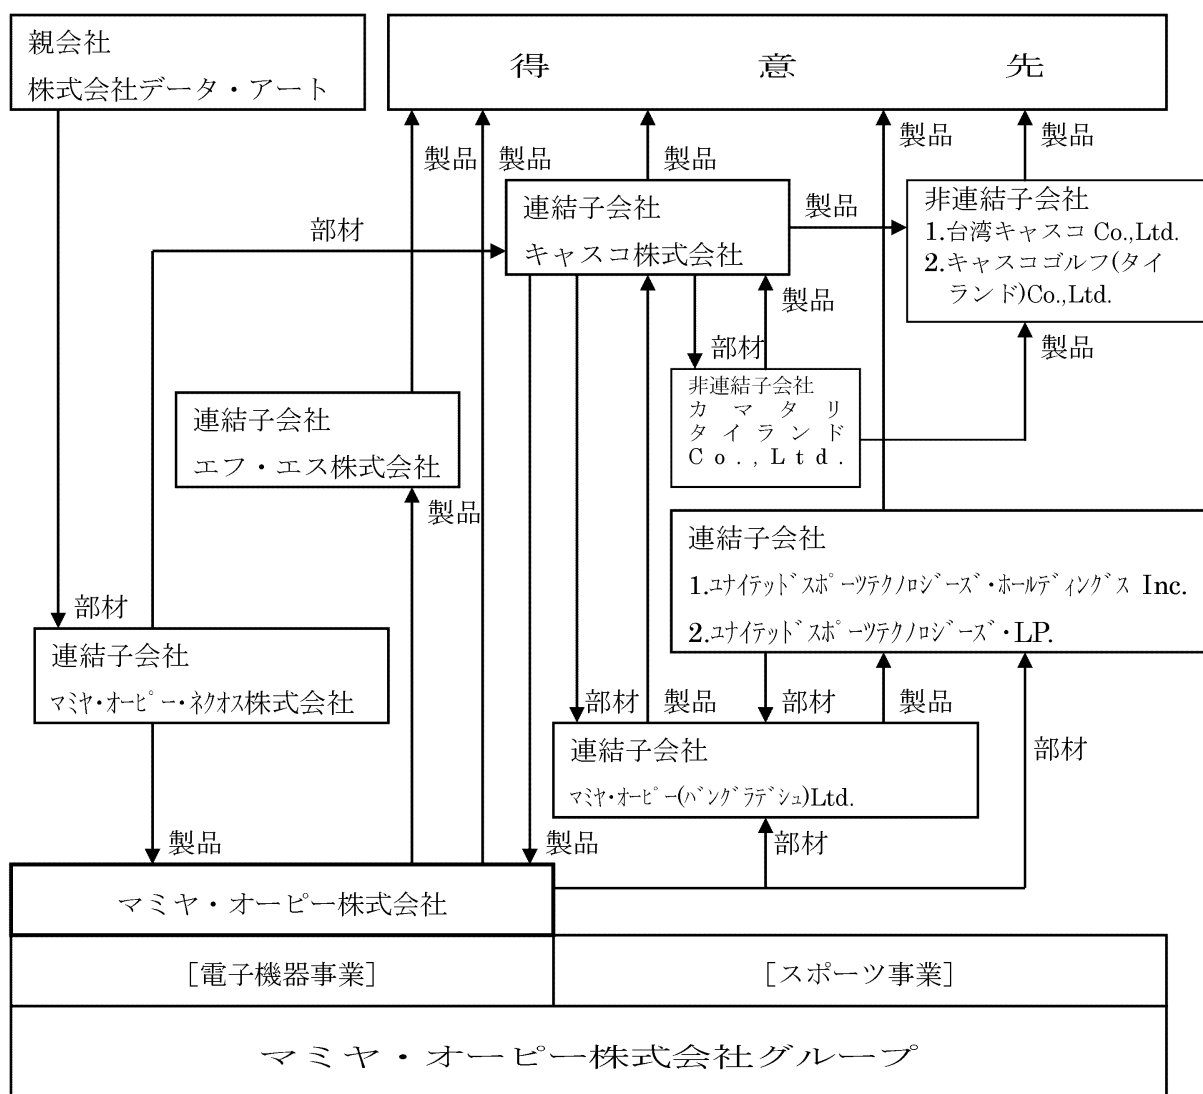 親会社
株式会社データ・アート
得意先
製品
製品
製品
製品
製品
連結子会社
キャスコ株式会社
製品
非連結子会社
1.台湾キャスコ Co.,Ltd.
2.キャスコゴルフ(タイ
ランド)Co.,Ltd.
部材
製品
部材
製品
非連結子会社
カマタリ
タイランド
Co.,Ltd.
連結子会社
エフ・エス株式会社
製品
連結子会社
1.ﾕﾅｲﾃｯﾄﾞｽﾎﾟｰﾂﾃｸﾉﾛｼﾞｰｽﾞ・ﾎｰﾙﾃﾞｨﾝｸﾞｽ Inc.
2.ﾕﾅｲﾃｯﾄﾞｽﾎﾟｰﾂﾃｸﾉﾛｼﾞｰｽﾞ・LP.
部材
連結子会社
ﾏﾐﾔ・ｵｰﾋﾟｰ・ﾈｸｵｽ株式会社
部材
製品
部材
製品
部材
連結子会社
ﾏﾐﾔ・ｵｰﾋﾟｰ(ﾊﾞﾝｸﾞﾗﾃﾞｼｭ)Ltd.
製品
製品
部材
マミヤ・オーピー株式会社
[電子機器事業]
[スポーツ事業]
マミヤ・オーピー株式会社グループ